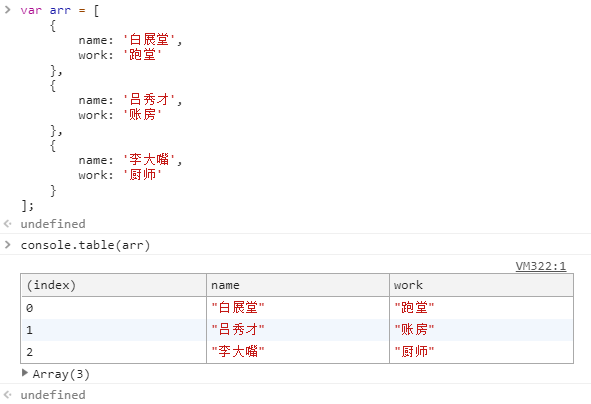 var arr = [
{
name: '白展堂',
work: '跑堂'
},
{
name: '吕秀才',
work: '账房'
},
{
name: '李大嘴',
work: '厨师'
}
];
undefined
console.table(arr)
VM322:1
(index) name work
0 "白展堂" "跑堂"
1 "吕秀才" "账房"
2 "李大嘴" "厨师"
Array(3)
undefined